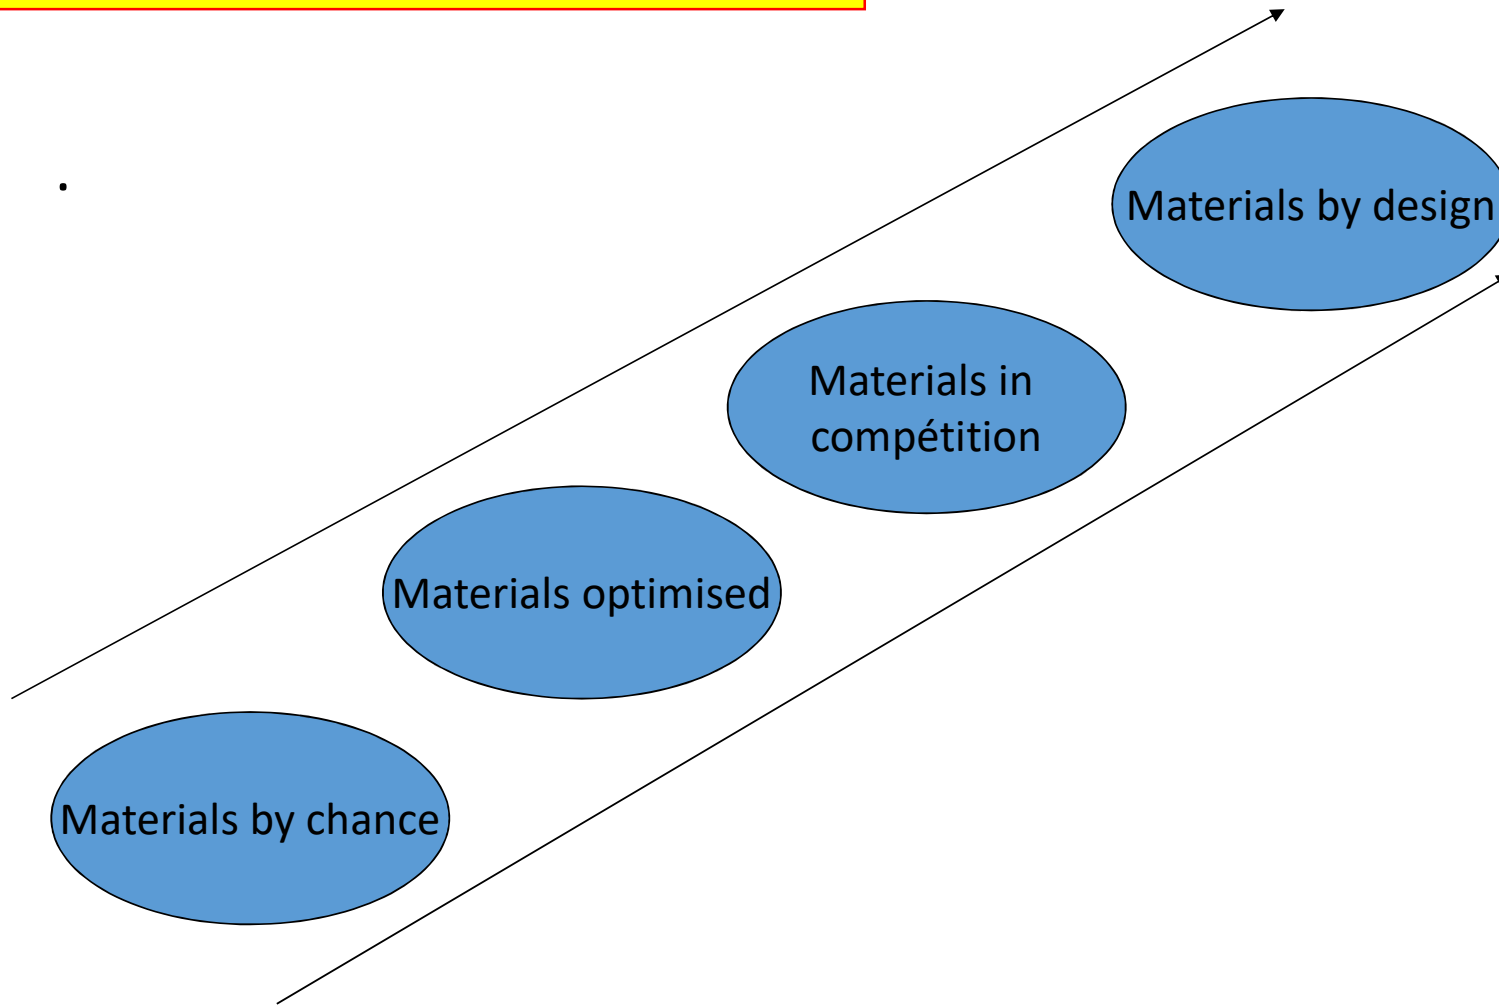 .
Materials by design
Materials in
compétition
Materials optimised
Materials by chance